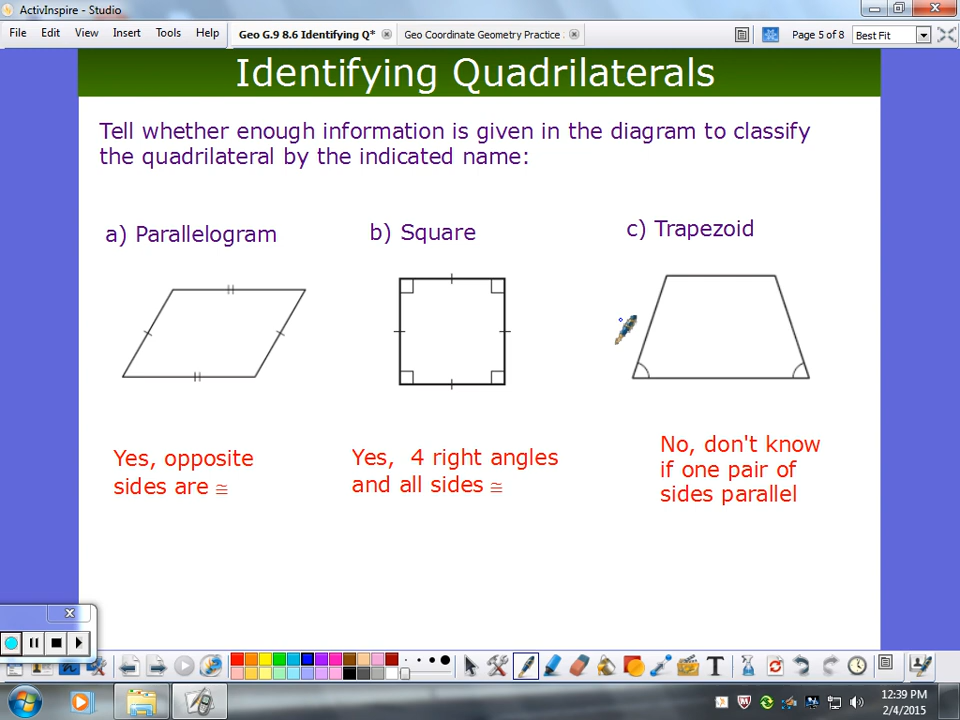 ActivInspire - Studio
File Edit View Insert Tools Help
Geo G.9 8.6 Identifying Q*
Geo Coordinate Geometry Practice
Page 5 of 8
Best Fit
Identifying Quadrilaterals
Tell whether enough information is given in the diagram to classify
the quadrilateral by the indicated name:
a) Parallelogram
b) Square
c) Trapezoid
Yes, opposite
sides are ≅
Yes, 4 right angles
and all sides ≅
No, don't know
if one pair of
sides parallel
12:39 PM
2/4/2015